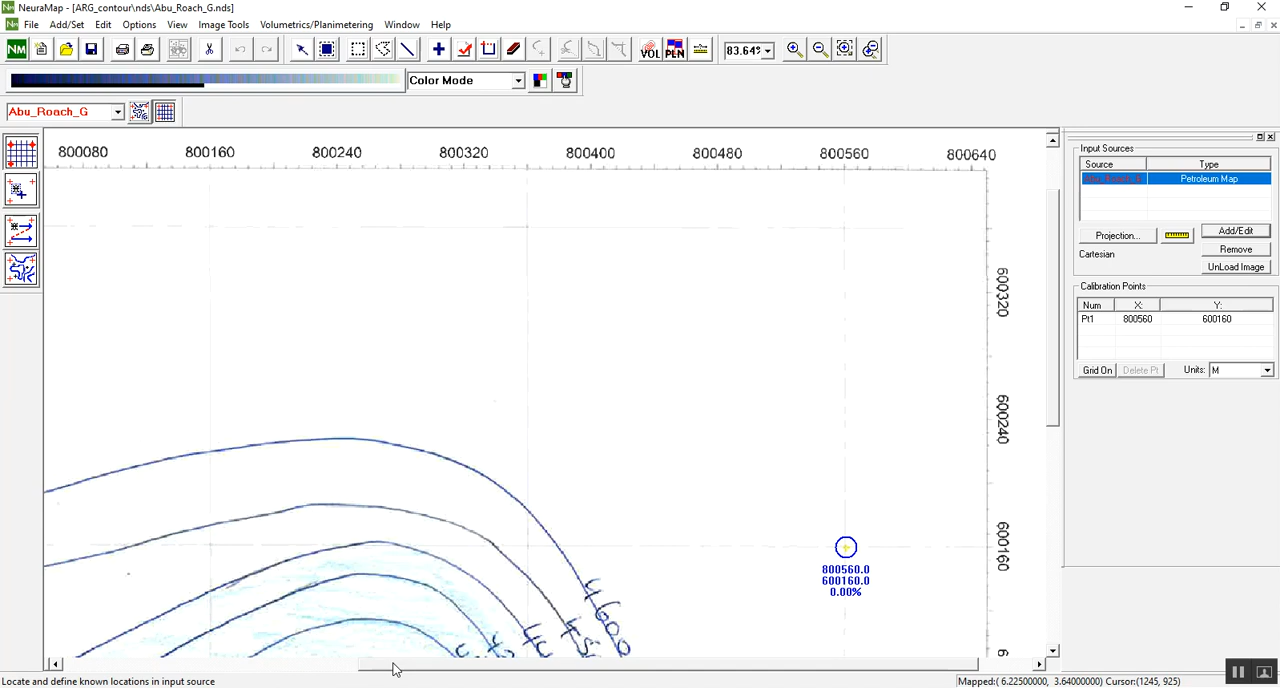 NeuraMap - [ARG_contour\nds\Abu_Roach_G.nds]
File Add/Set Edit Options View Image Tools Volumetrics/Planimetering Window Help
NM VOL PLN 83.64%
Color Mode
Abu_Roach_G
800080 800160 800240 800320 800400 800480 800560 800640
600320
600240
600160
6
4600
800560.0
600160.0
0.00%
Input Sources
Source Type
Abu_Roach_G Petroleum Map
Projection... Add/Edit
Cartesian Remove
UnLoad Image
Calibration Points
Num X: Y:
Pt1 800560 600160
Grid On Delete Pt Units: M
Locate and define known locations in input source
Mapped:( 6.22500000, 3.64000000) Cursor:(1245, 925)